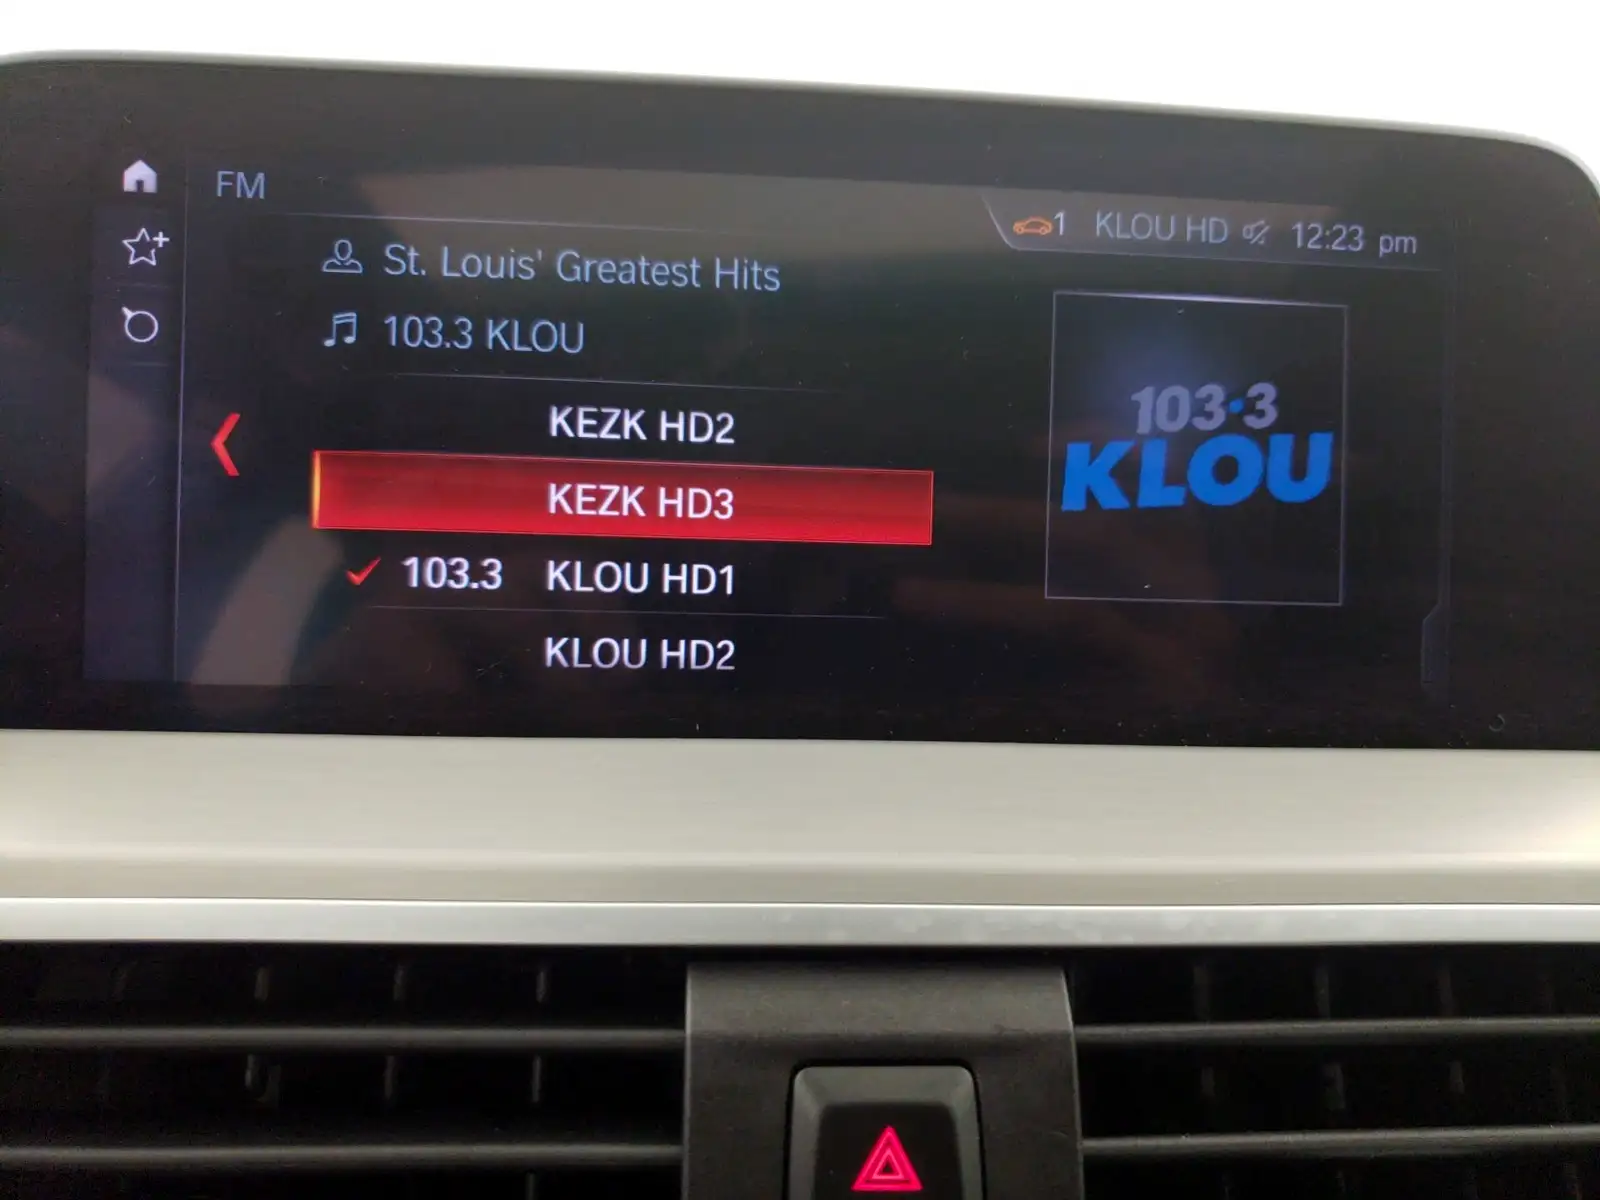 FM
1 KLOU HD 12:23 pm
St. Louis' Greatest Hits
103.3 KLOU
KEZK HD2
KEZK HD3
103.3 KLOU HD1
KLOU HD2
103.3
KLOU